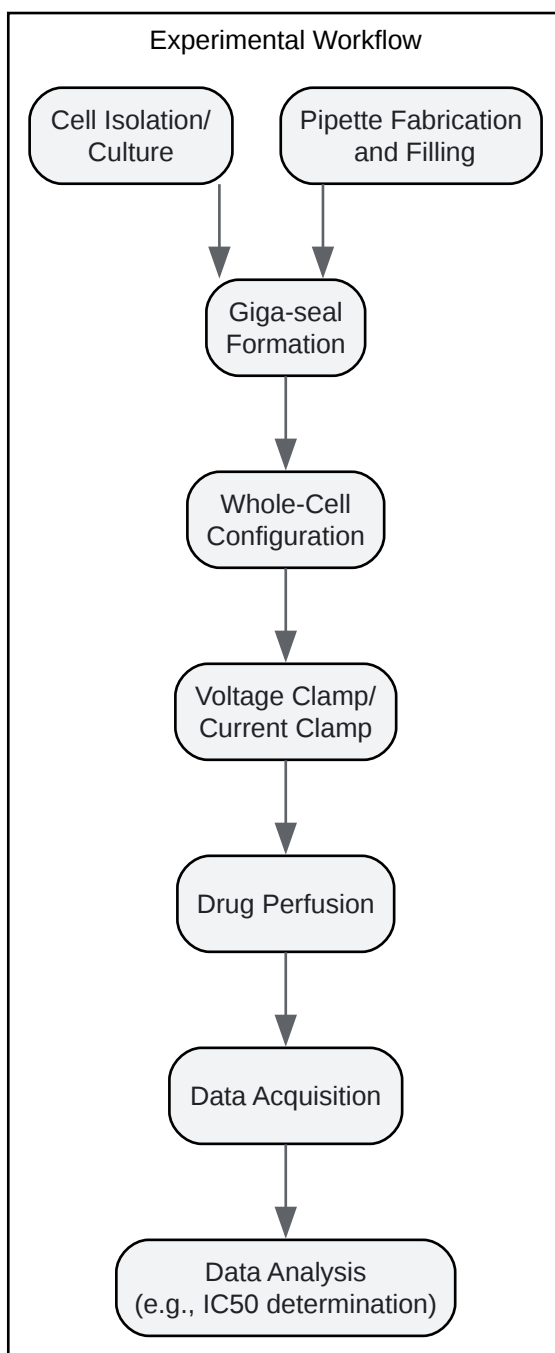 Experimental Workflow
Cell Isolation/
Culture
Pipette Fabrication
and Filling
Giga-seal
Formation
Whole-Cell
Configuration
Voltage Clamp/
Current Clamp
Drug Perfusion
Data Acquisition
Data Analysis
(e.g., IC50 determination)